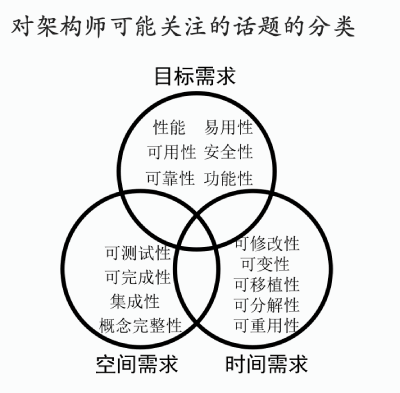 对架构师可能关注的话题的分类
目标需求
性能 易用性
可用性 安全性
可靠性 功能性
可测试性
可完成性
集成性
概念完整性
可修改性
可变性
可移植性
可分解性
可重用性
空间需求
时间需求